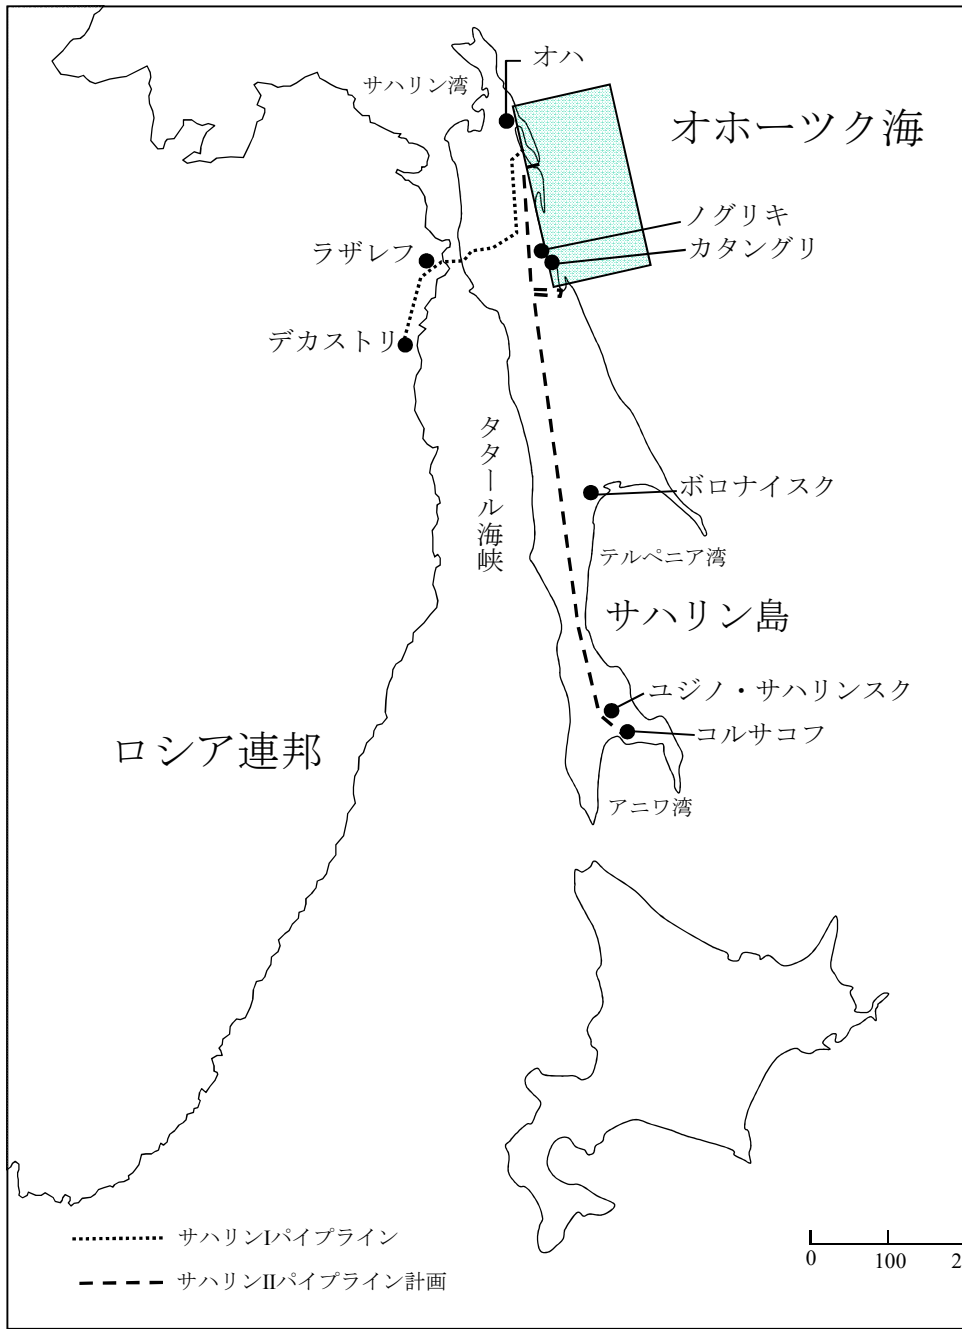 オハ
サハリン湾
オホーツク海
ノグリキ
ラザレフ
カタングリ
デカストリ
タタール海峡
ボロナイスク
テルペニア湾
サハリン島
ユジノ・サハリンスク
コルサコフ
ロシア連邦
アニワ湾
サハリンIパイプライン
0 100 2
サハリンIIパイプライン計画